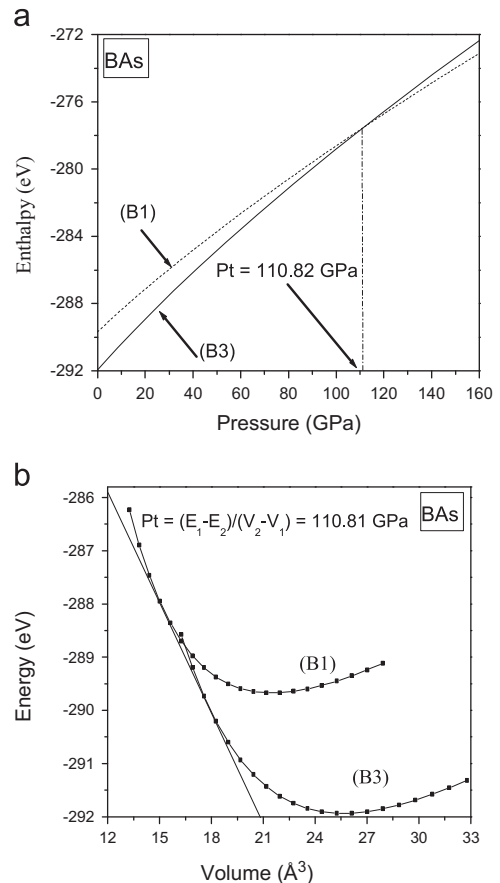 a
BAs
-272
-276
-280
-284
-288
-292
Enthalpy (eV)
(B1)
(B3)
Pt = 110.82 GPa
0 20 40 60 80 100 120 140 160
Pressure (GPa)
b
BAs
Pt = (E₁-E₂)/(V₂-V₁) = 110.81 GPa
-286
-287
-288
-289
-290
-291
-292
Energy (eV)
(B1)
(B3)
12 15 18 21 24 27 30 33
Volume (Å³)